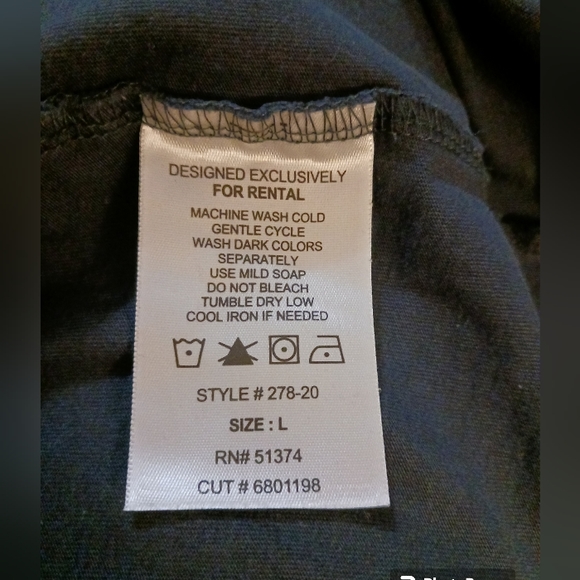 DESIGNED EXCLUSIVELY
FOR RENTAL
MACHINE WASH COLD
GENTLE CYCLE
WASH DARK COLORS
SEPARATELY
USE MILD SOAP
DO NOT BLEACH
TUMBLE DRY LOW
COOL IRON IF NEEDED
STYLE # 278-20
SIZE : L
RN# 51374
CUT # 6801198